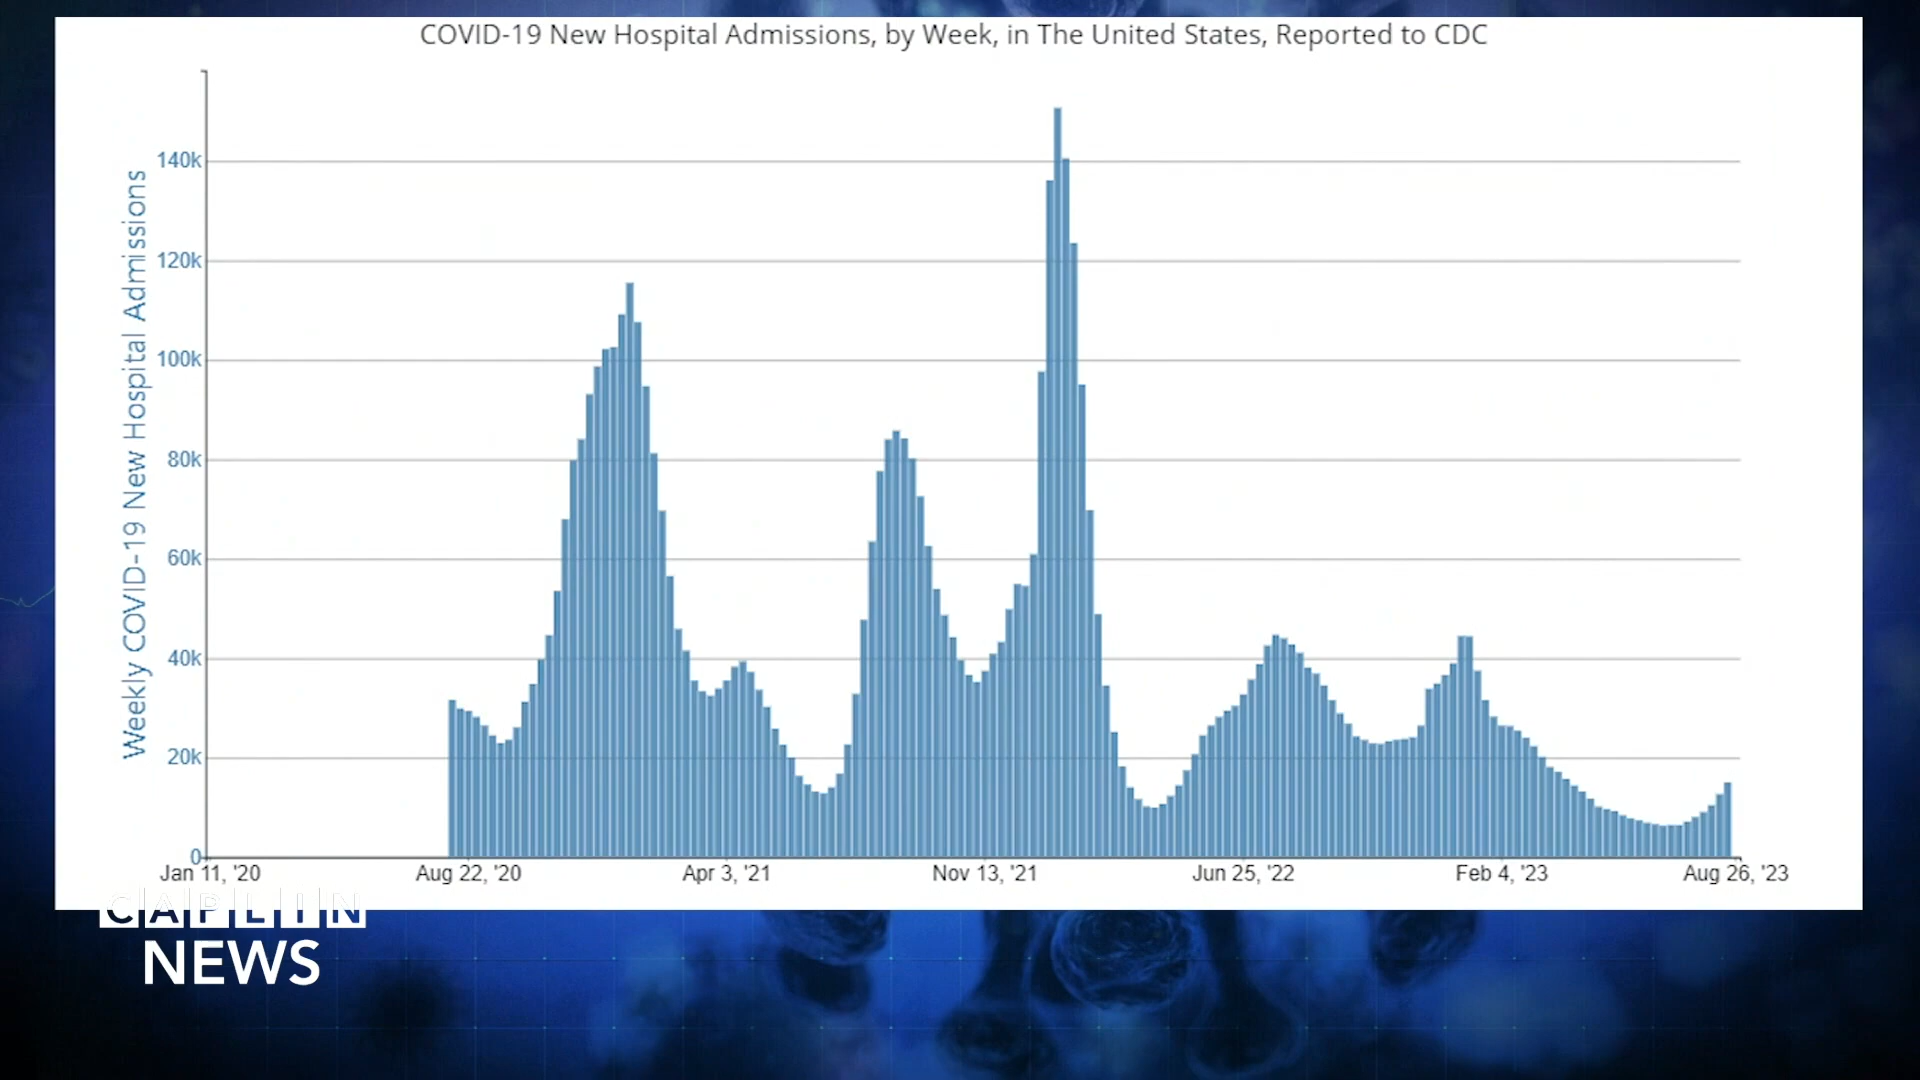 COVID-19 New Hospital Admissions, by Week, in The United States, Reported to CDC
Weekly COVID-19 New Hospital Admissions
140k
120k
100k
80k
60k
40k
20k
0
Jan 11, '20
Aug 22, '20
Apr 3, '21
Nov 13, '21
Jun 25, '22
Feb 4, '23
Aug 26, '23
CAPLIN
NEWS